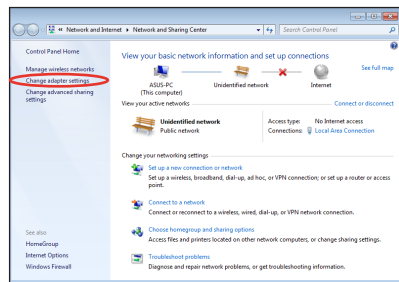 « Network and Internet ▸ Network and Sharing Center
Search Control Panel
Control Panel Home
Manage wireless networks
Change adapter settings
Change advanced sharing
settings
See also
HomeGroup
Internet Options
Windows Firewall
View your basic network information and set up connections
See full map
ASUS-PC
(This computer)
Unidentified network
Internet
View your active networks
Connect or disconnect
Unidentified network
Public network
Access type: No Internet access
Connections: Local Area Connection
Change your networking settings
Set up a new connection or network
Set up a wireless, broadband, dial-up, ad hoc, or VPN connection; or set up a router or access
point.
Connect to a network
Connect or reconnect to a wireless, wired, dial-up, or VPN network connection.
Choose homegroup and sharing options
Access files and printers located on other network computers, or change sharing settings.
Troubleshoot problems
Diagnose and repair network problems, or get troubleshooting information.